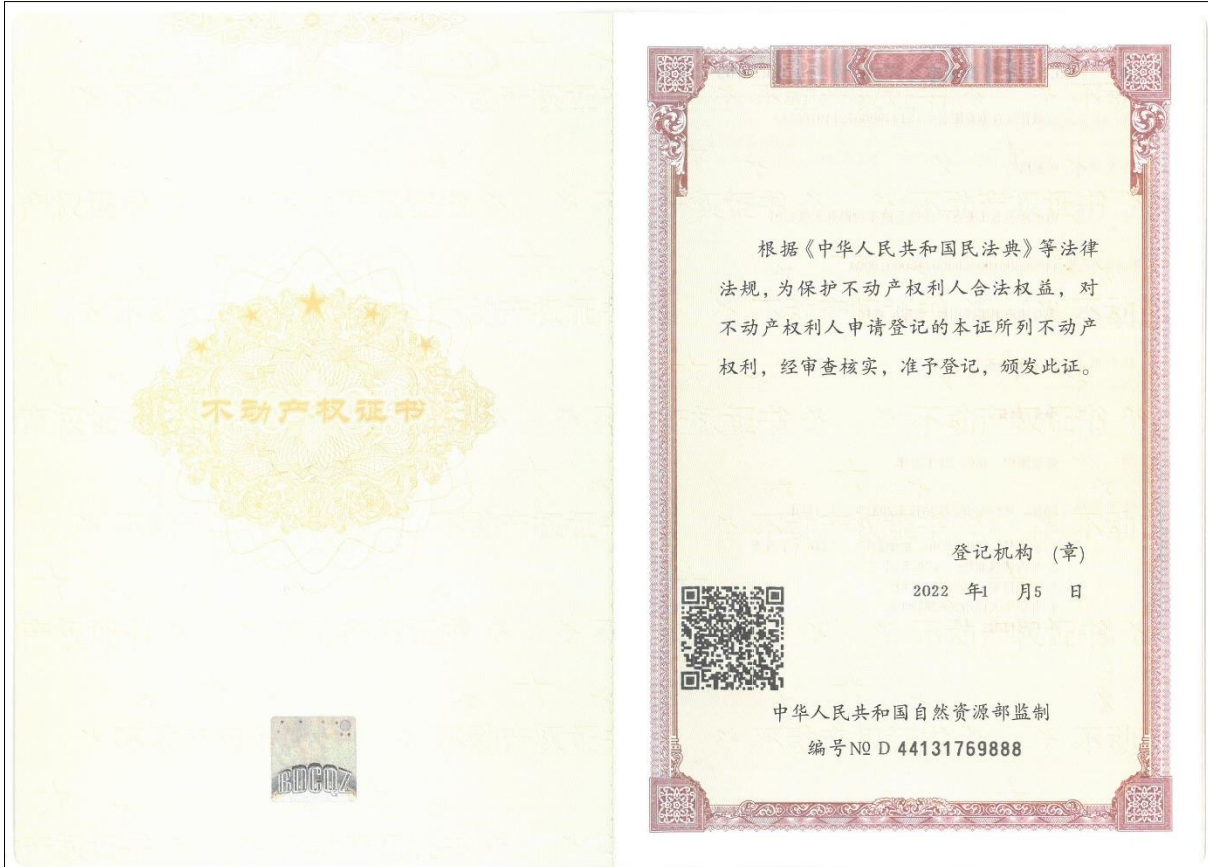 不动产权证书
BDCQZ
根据《中华人民共和国民法典》等法律
法规，为保护不动产权利人合法权益，对
不动产权利人申请登记的本证所列不动产
权利，经审查核实，准予登记，颁发此证。
登记机构 (章)
2022 年1 月5 日
中华人民共和国自然资源部监制
编号№ D 44131769888